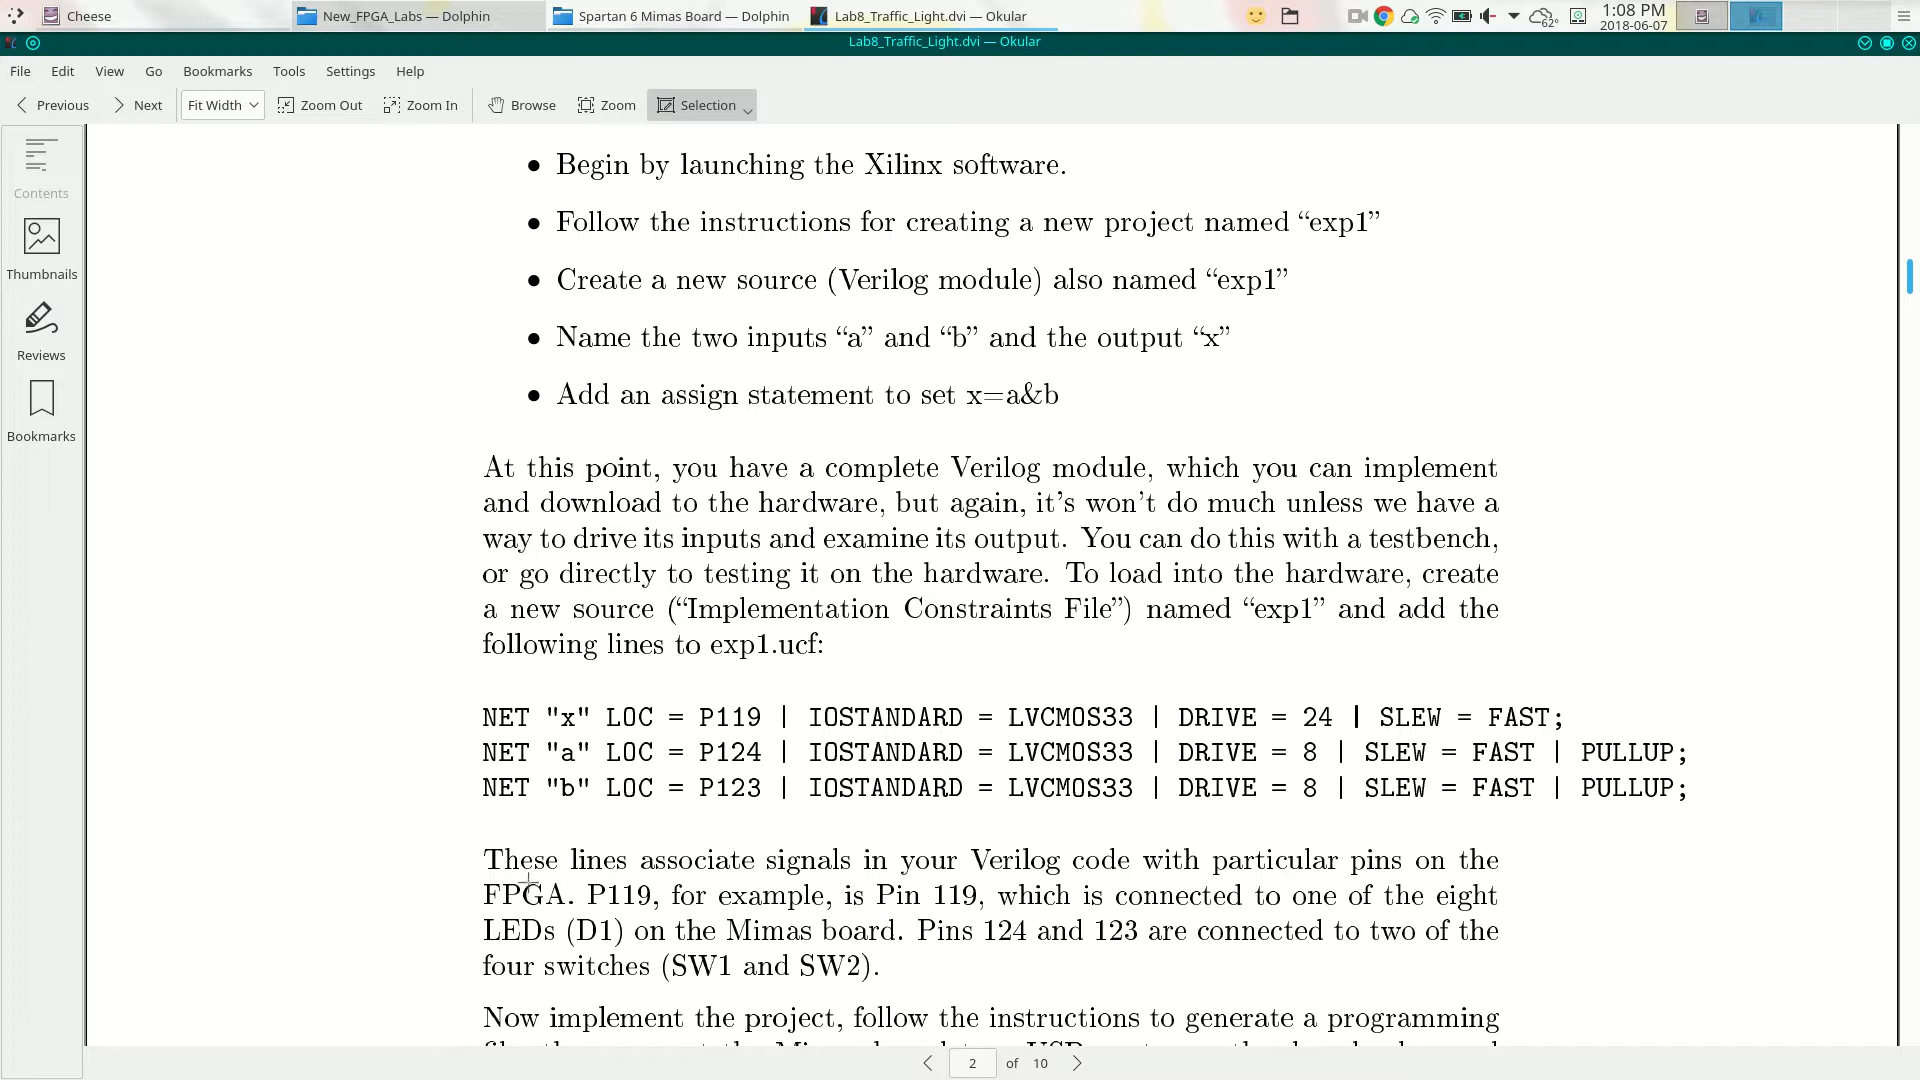 Cheese
New_FPGA_Labs — Dolphin
Spartan 6 Mimas Board — Dolphin
Lab8_Traffic_Light.dvi — Okular
62°
1:08 PM
2018-06-07
Lab8_Traffic_Light.dvi — Okular
File Edit View Go Bookmarks Tools Settings Help
Previous Next Fit Width Zoom Out Zoom In Browse Zoom Selection
Contents
Thumbnails
Reviews
Bookmarks
• Begin by launching the Xilinx software.
• Follow the instructions for creating a new project named “exp1”
• Create a new source (Verilog module) also named “exp1”
• Name the two inputs “a” and “b” and the output “x”
• Add an assign statement to set x=a&b
At this point, you have a complete Verilog module, which you can implement
and download to the hardware, but again, it’s won’t do much unless we have a
way to drive its inputs and examine its output. You can do this with a testbench,
or go directly to testing it on the hardware. To load into the hardware, create
a new source (“Implementation Constraints File”) named “exp1” and add the
following lines to exp1.ucf:
NET "x" LOC = P119 | IOSTANDARD = LVCMOS33 | DRIVE = 24 | SLEW = FAST;
NET "a" LOC = P124 | IOSTANDARD = LVCMOS33 | DRIVE = 8 | SLEW = FAST | PULLUP;
NET "b" LOC = P123 | IOSTANDARD = LVCMOS33 | DRIVE = 8 | SLEW = FAST | PULLUP;
These lines associate signals in your Verilog code with particular pins on the
FPGA. P119, for example, is Pin 119, which is connected to one of the eight
LEDs (D1) on the Mimas board. Pins 124 and 123 are connected to two of the
four switches (SW1 and SW2).
Now implement the project, follow the instructions to generate a programming
2 of 10